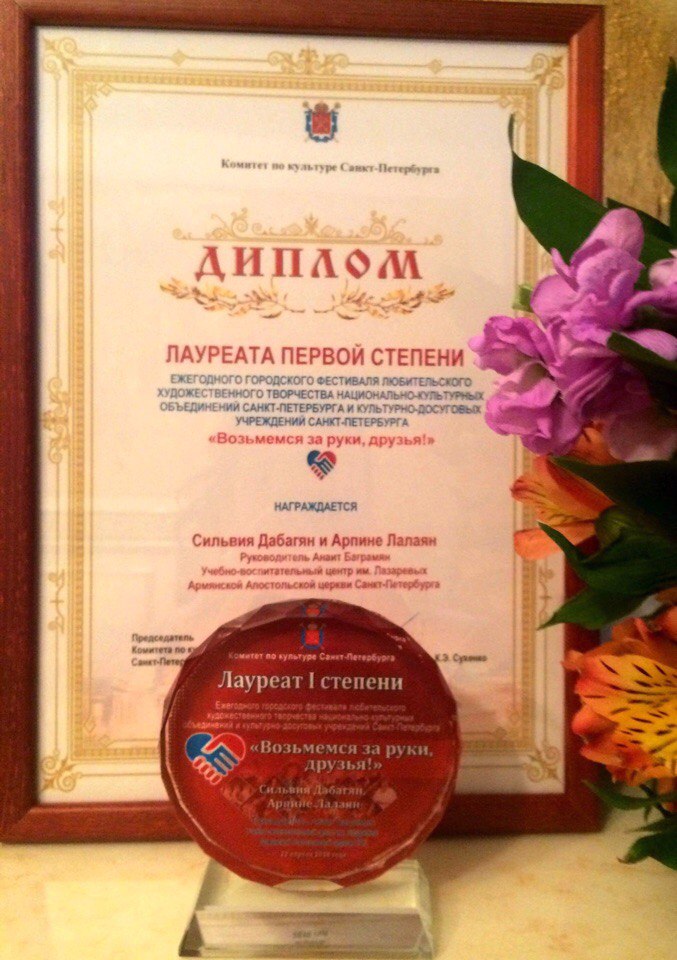 Комитет по культуре Санкт-Петербурга
ДИПЛОМ
ЛАУРЕАТА ПЕРВОЙ СТЕПЕНИ
ЕЖЕГОДНОГО ГОРОДСКОГО ФЕСТИВАЛЯ ЛЮБИТЕЛЬСКОГО
ХУДОЖЕСТВЕННОГО ТВОРЧЕСТВА НАЦИОНАЛЬНО-КУЛЬТУРНЫХ
ОБЪЕДИНЕНИЙ САНКТ-ПЕТЕРБУРГА И КУЛЬТУРНО-ДОСУГОВЫХ
УЧРЕЖДЕНИЙ САНКТ-ПЕТЕРБУРГА
«Возьмемся за руки, друзья!»
НАГРАЖДАЕТСЯ
Сильвия Дабагян и Арпине Лалаян
Руководитель Анаит Баграмян
Учебно-воспитательный центр им. Лазаревых
Армянской Апостольской церкви Санкт-Петербурга
Председатель
Комитета по ку
Санкт-Петер
К.Э. Сухенко
Комитет по культуре Санкт-Петербурга
Лауреат I степени
Ежегодного городского фестиваля любительского
художественного творчества национально-культурных
объединений и культурно-досуговых учреждений Санкт-Петербурга
«Возьмемся за руки,
друзья!»
Сильвия Дабагян
Арпине Лалаян